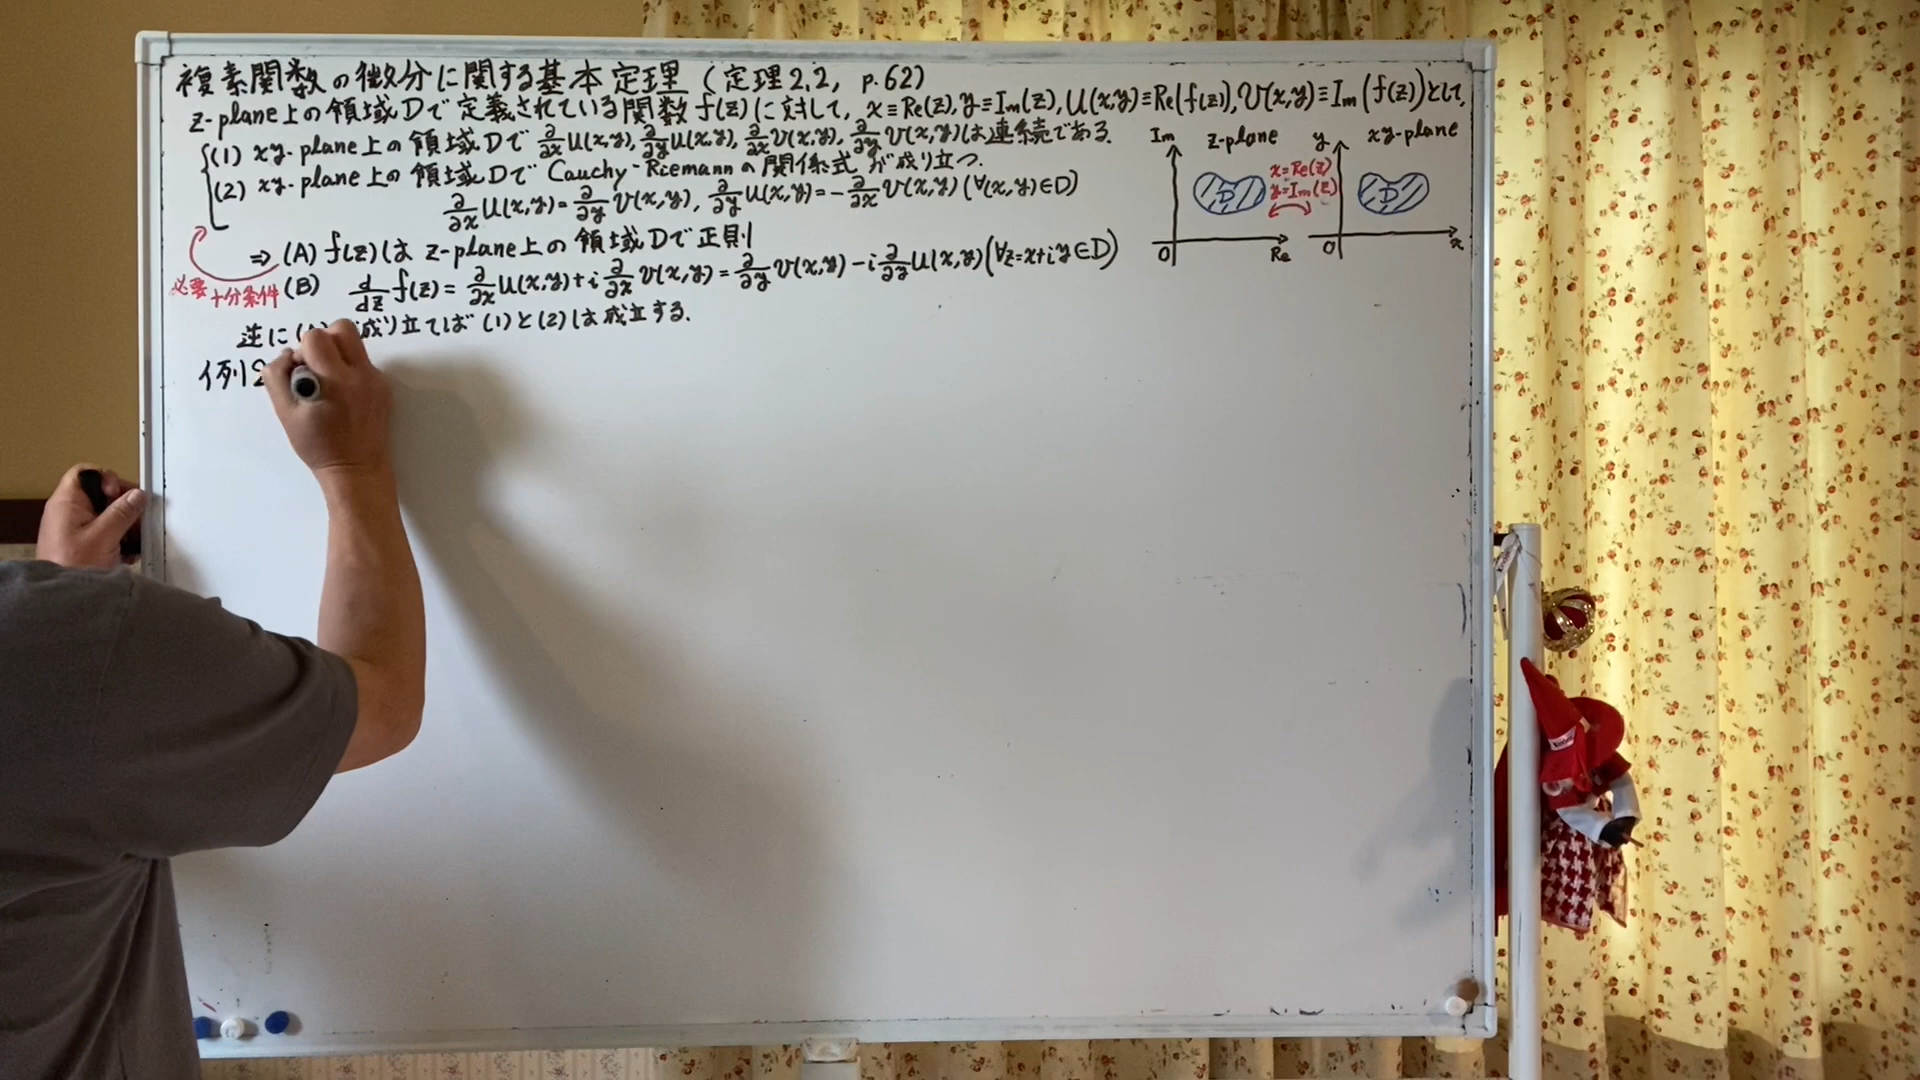 複素関数の微分に関する基本定理 (定理2.2, p.62)
z-plane上の領域Dで定義されている関数 f(z) に対して, x≡Re(z), y≡Im(z), u(x,y)≡Re(f(z)), v(x,y)≡Im(f(z))として,
(1) xy-plane上の領域Dで ∂/∂x u(x,y), ∂/∂y u(x,y), ∂/∂x v(x,y), ∂/∂y v(x,y)は連続である.
(2) xy-plane上の領域Dで Cauchy-Riemannの関係式が成り立つ.
∂/∂x u(x,y)=∂/∂y v(x,y), ∂/∂y u(x,y)=-∂/∂x v(x,y) (∀(x,y)∈D)
⇒ (A) f(z)は z-plane上の領域Dで正則
(B) d/dz f(z)=∂/∂x u(x,y)+i ∂/∂x v(x,y)=∂/∂y v(x,y)-i ∂/∂y u(x,y) (∀z=x+iy∈D)
必要十分条件
逆に 成り立てば (1)と(2)は成立する.
例2
Im z-plane
D
O Re
x=Re(z)
y=Im(z)
y xy-plane
D
O x